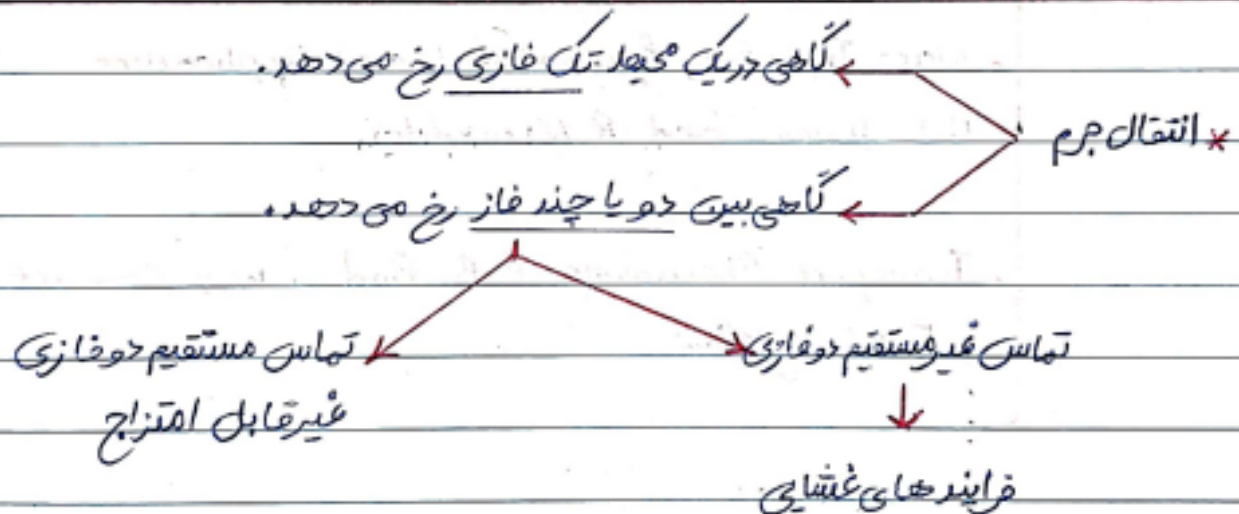 گاهی در یک محیط تک فازی رخ می دهد.
* انتقال جرم
گاهی بین دو یا چند فاز رخ می دهد.
تماس غیرمستقیم دوفازی
تماس مستقیم دوفازی
غیرقابل امتزاج
فرایندهای غشایی